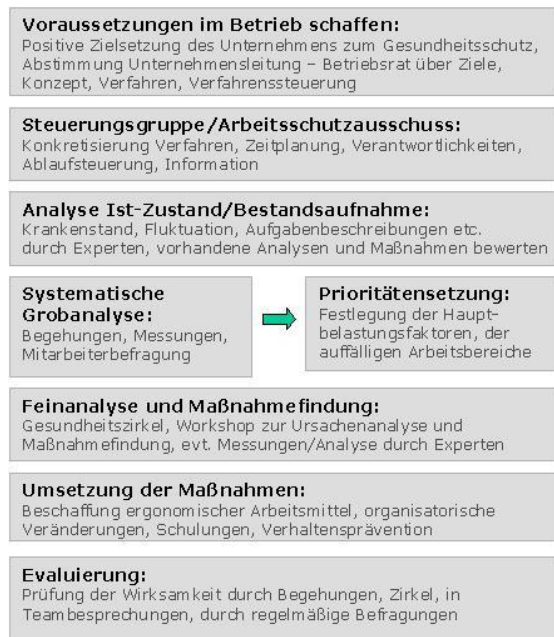 Voraussetzungen im Betrieb schaffen:
Positive Zielsetzung des Unternehmens zum Gesundheitsschutz,
Abstimmung Unternehmensleitung – Betriebsrat über Ziele,
Konzept, Verfahren, Verfahrenssteuerung
Steuerungsgruppe/Arbeitsschutzausschuss:
Konkretisierung Verfahren, Zeitplanung, Verantwortlichkeiten,
Ablaufsteuerung, Information
Analyse Ist-Zustand/Bestandsaufnahme:
Krankenstand, Fluktuation, Aufgabenbeschreibungen etc.
durch Experten, vorhandene Analysen und Maßnahmen bewerten
Systematische
Grobanalyse:
Begehungen, Messungen,
Mitarbeiterbefragung
Prioritätensetzung:
Festlegung der Haupt-
belastungsfaktoren, der
auffälligen Arbeitsbereiche
Feinanalyse und Maßnahmefindung:
Gesundheitszirkel, Workshop zur Ursachenanalyse und
Maßnahmefindung, evt. Messungen/Analyse durch Experten
Umsetzung der Maßnahmen:
Beschaffung ergonomischer Arbeitsmittel, organisatorische
Veränderungen, Schulungen, Verhaltensprävention
Evaluierung:
Prüfung der Wirksamkeit durch Begehungen, Zirkel, in
Teambesprechungen, durch regelmäßige Befragungen